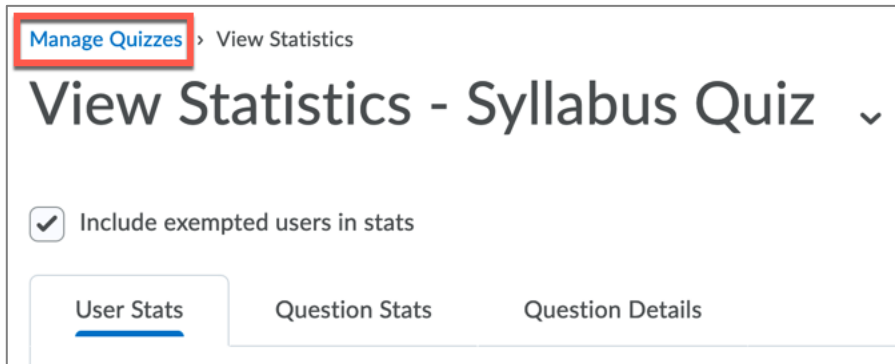 Manage Quizzes › View Statistics
View Statistics - Syllabus Quiz
Include exempted users in stats
User Stats Question Stats Question Details